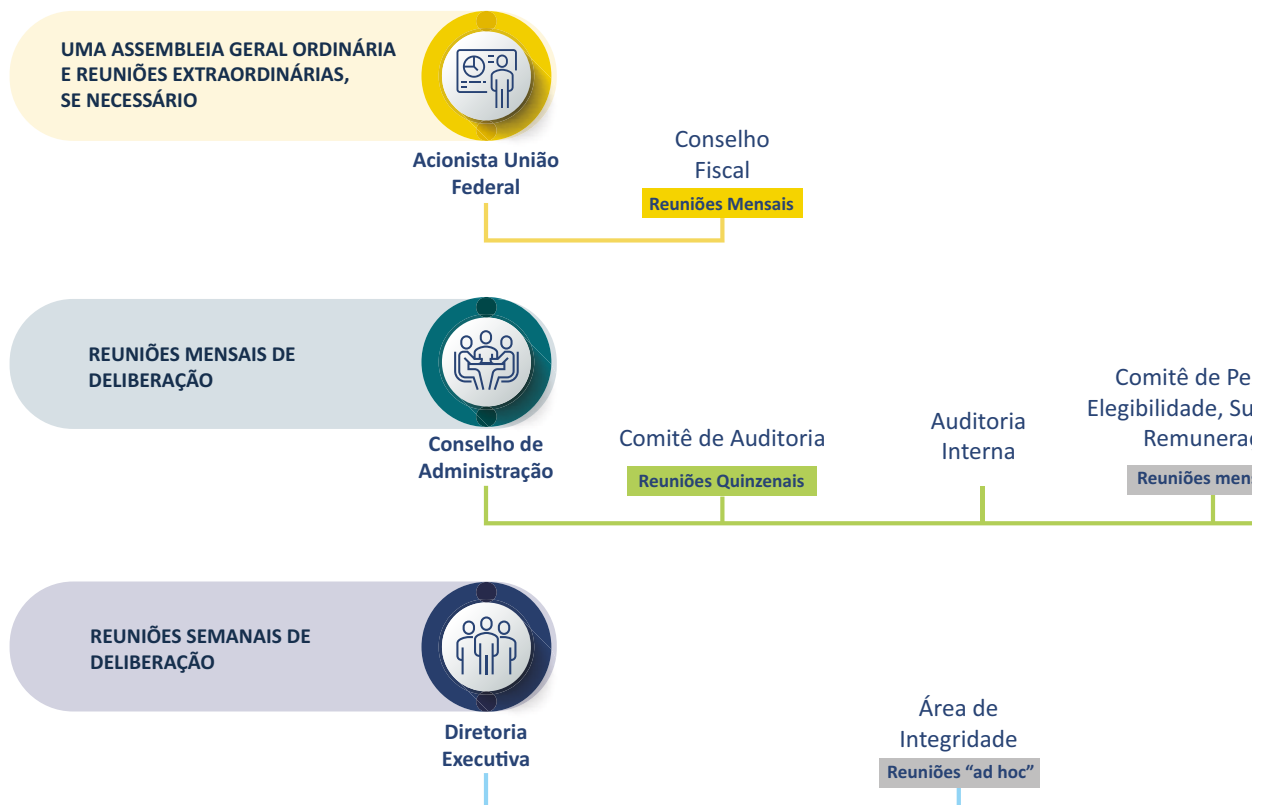 UMA ASSEMBLEIA GERAL ORDINÁRIA
E REUNIÕES EXTRAORDINÁRIAS,
SE NECESSÁRIO
Acionista União
Federal
Conselho
Fiscal
Reuniões Mensais
REUNIÕES MENSAIS DE
DELIBERAÇÃO
Conselho de
Administração
Comitê de Auditoria
Reuniões Quinzenais
Auditoria
Interna
Comitê de
Elegibilidade,
Reuniões
REUNIÕES SEMANAIS DE
DELIBERAÇÃO
Diretoria
Executiva
Área de
Integridade
Reuniões “ad hoc”